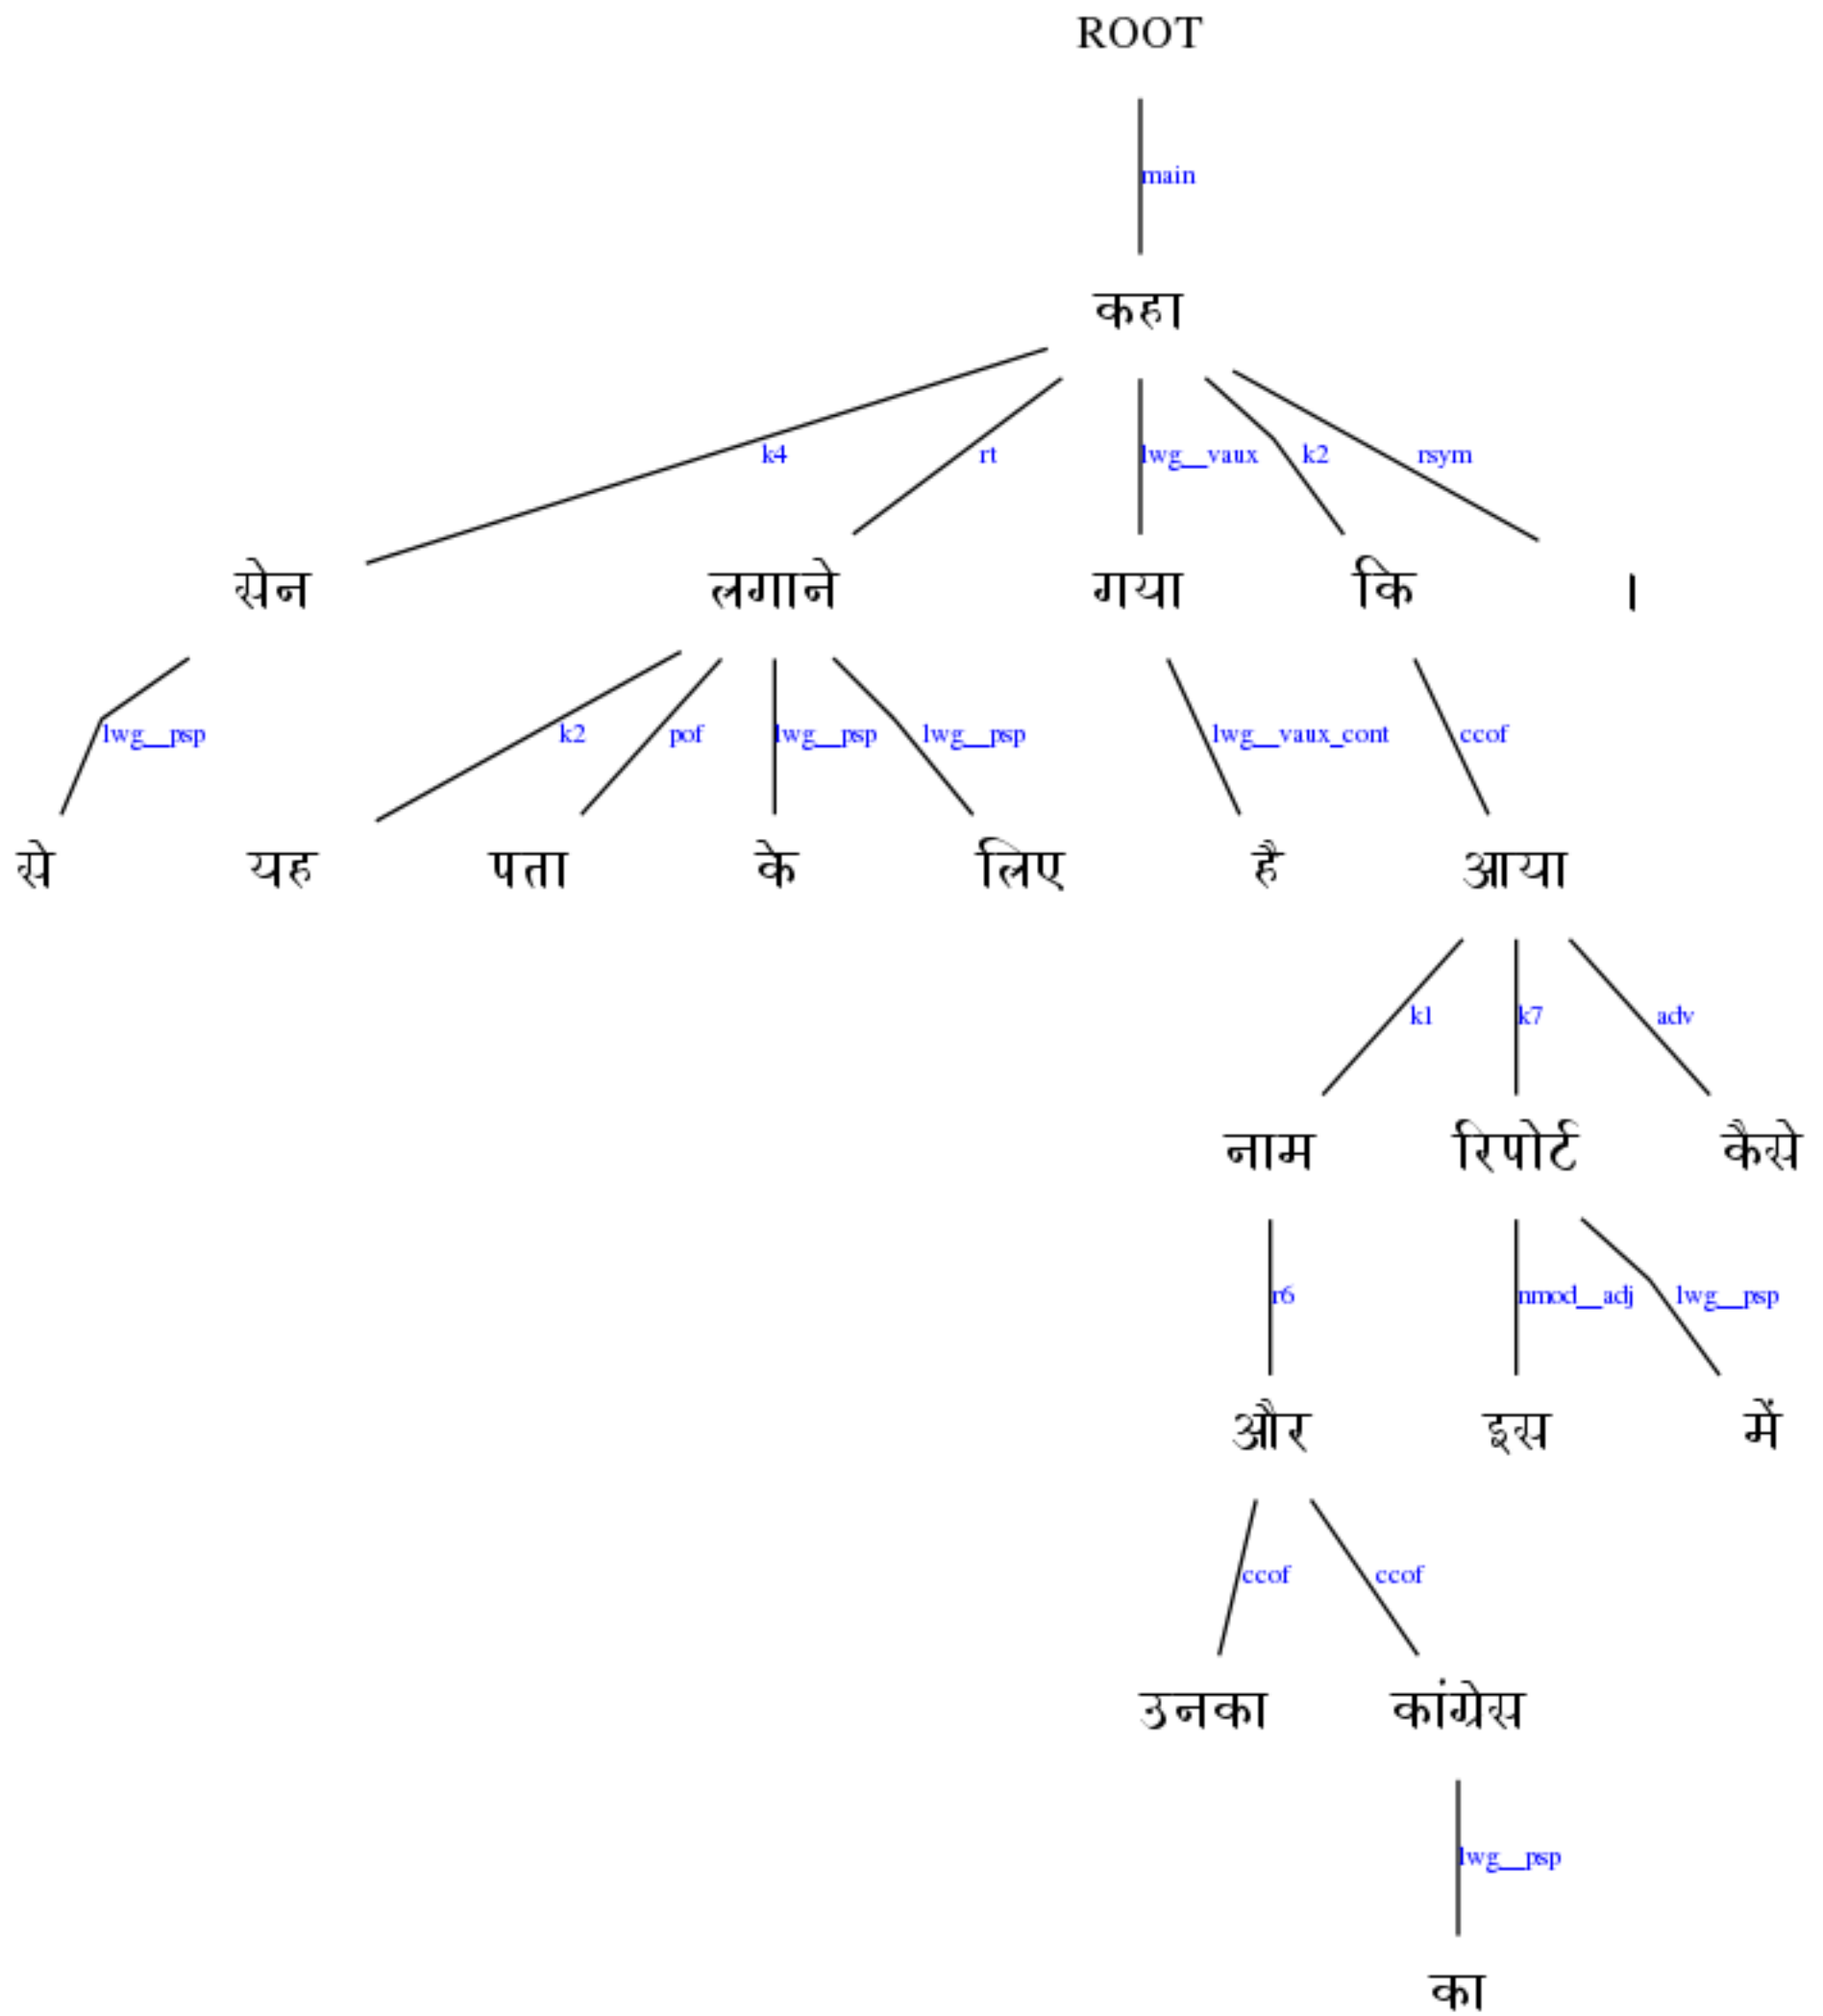 ROOT
main
कहा
k4 rt lwg__vaux k2 rsym
सेन लगाने गया कि ।
lwg__psp k2 pof lwg__psp lwg__psp lwg__vaux_cont ccof
से यह पता के लिए है आया
k1 k7 adv
नाम रिपोर्ट कैसे
r6 nmod__adj lwg__psp
और इस में
ccof ccof
उनका कांग्रेस
lwg__psp
का